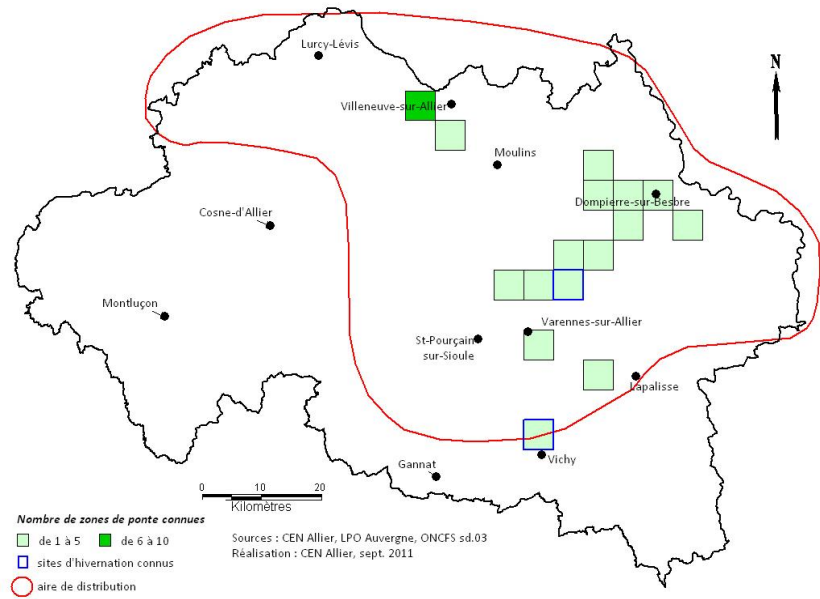 Lurcy-Lévis
N
Villeneuve-sur-Allier
Moulins
Dompierre-sur-Besbre
Cosne-d'Allier
Montluçon
Varennes-sur-Allier
St-Pourçain
sur-Sioule
Lapalisse
Vichy
Gannat
0 10 20
Kilomètres
Nombre de zones de ponte connues
de 1 à 5 de 6 à 10
sites d'hivernation connus
aire de distribution
Sources : CEN Allier, LPO Auvergne, ONCFS sd.03
Réalisation : CEN Allier, sept. 2011